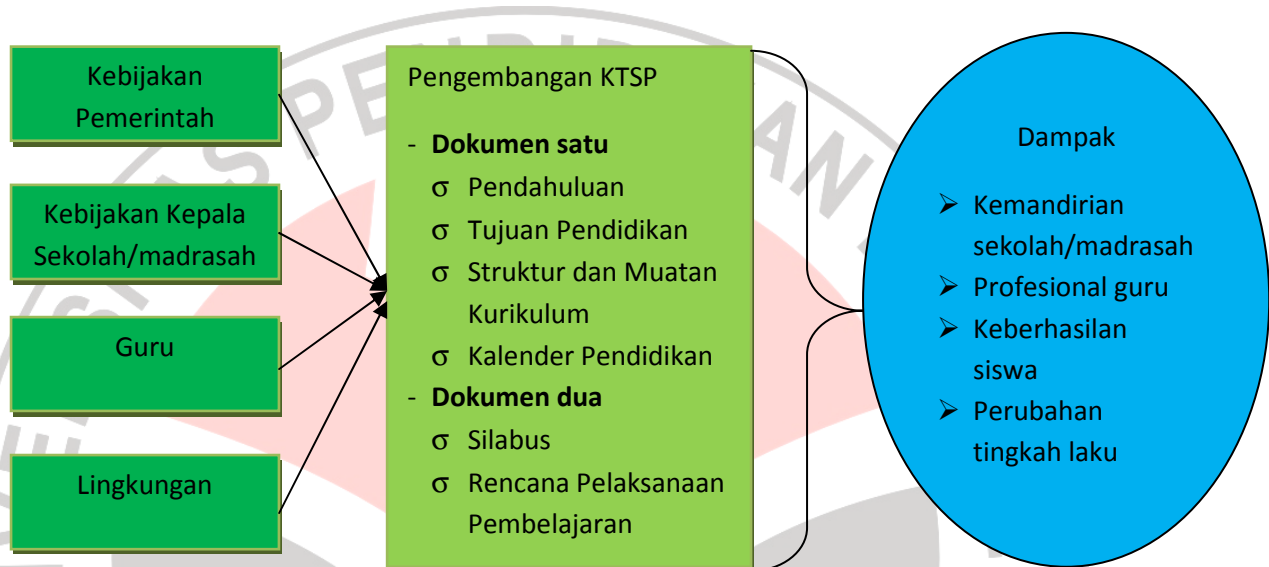 Kebijakan
Pemerintah
Kebijakan Kepala
Sekolah/madrasah
Guru
Lingkungan
Pengembangan KTSP
- Dokumen satu
σ Pendahuluan
σ Tujuan Pendidikan
σ Struktur dan Muatan
Kurikulum
σ Kalender Pendidikan
- Dokumen dua
σ Silabus
σ Rencana Pelaksanaan
Pembelajaran
Dampak
➢ Kemandirian
sekolah/madrasah
➢ Profesional guru
➢ Keberhasilan
siswa
➢ Perubahan
tingkah laku